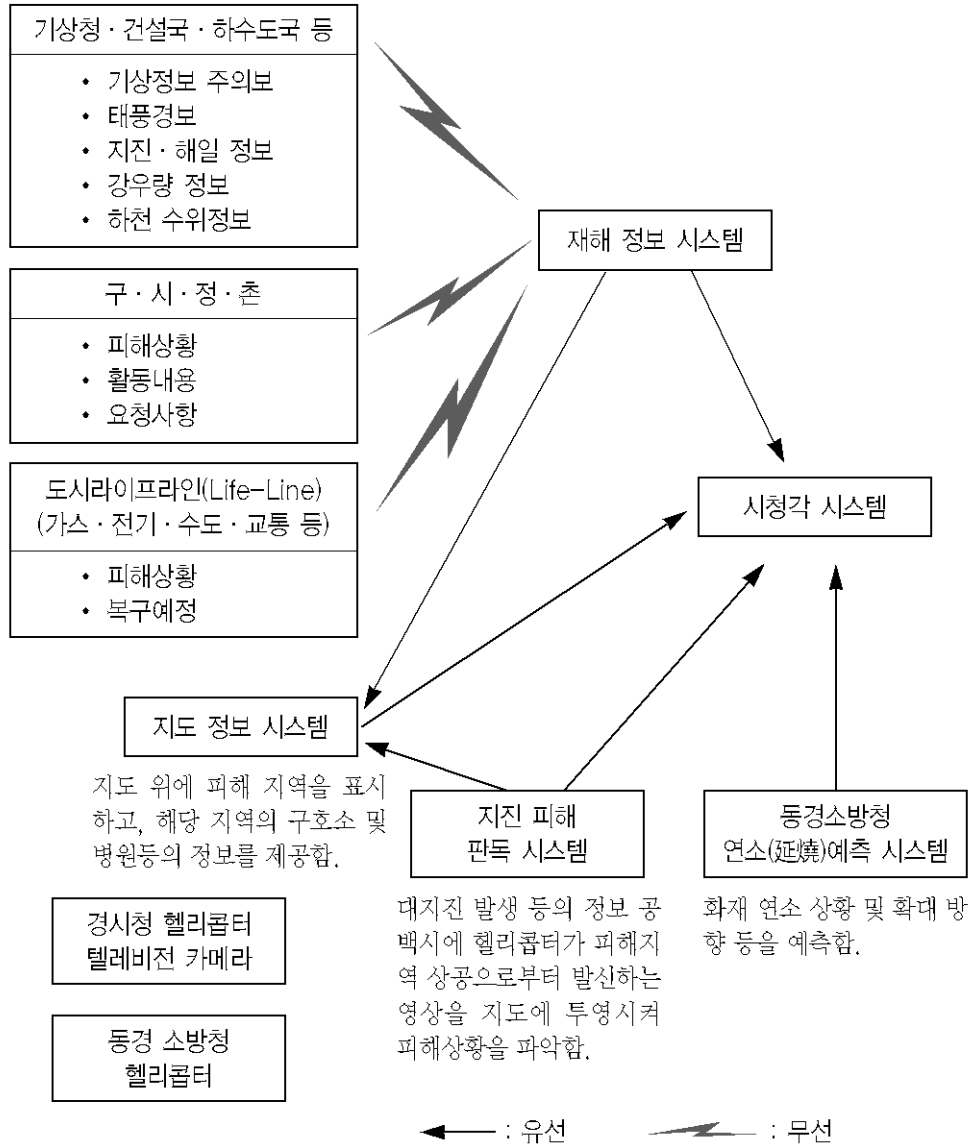 기상청·건설국·하수도국 등
• 기상정보 주의보
• 태풍경보
• 지진·해일 정보
• 강우량 정보
• 하천 수위정보
재해 정보 시스템
구·시·정·촌
• 피해상황
• 활동내용
• 요청사항
도시라이프라인(Life-Line)
(가스·전기·수도·교통 등)
• 피해상황
• 복구예정
시청각 시스템
지도 정보 시스템
지도 위에 피해 지역을 표시
하고, 해당 지역의 구호소 및
병원등의 정보를 제공함.
지진 피해
판독 시스템
대지진 발생 등의 정보 공
백시에 헬리콥터가 피해지
역 상공으로부터 발신하는
영상을 지도에 투영시켜
피해상황을 파악함.
동경소방청
연소(延燒)예측 시스템
화재 연소 상황 및 확대 방
향 등을 예측함.
경시청 헬리콥터
텔레비전 카메라
동경 소방청
헬리콥터
: 유선
: 무선